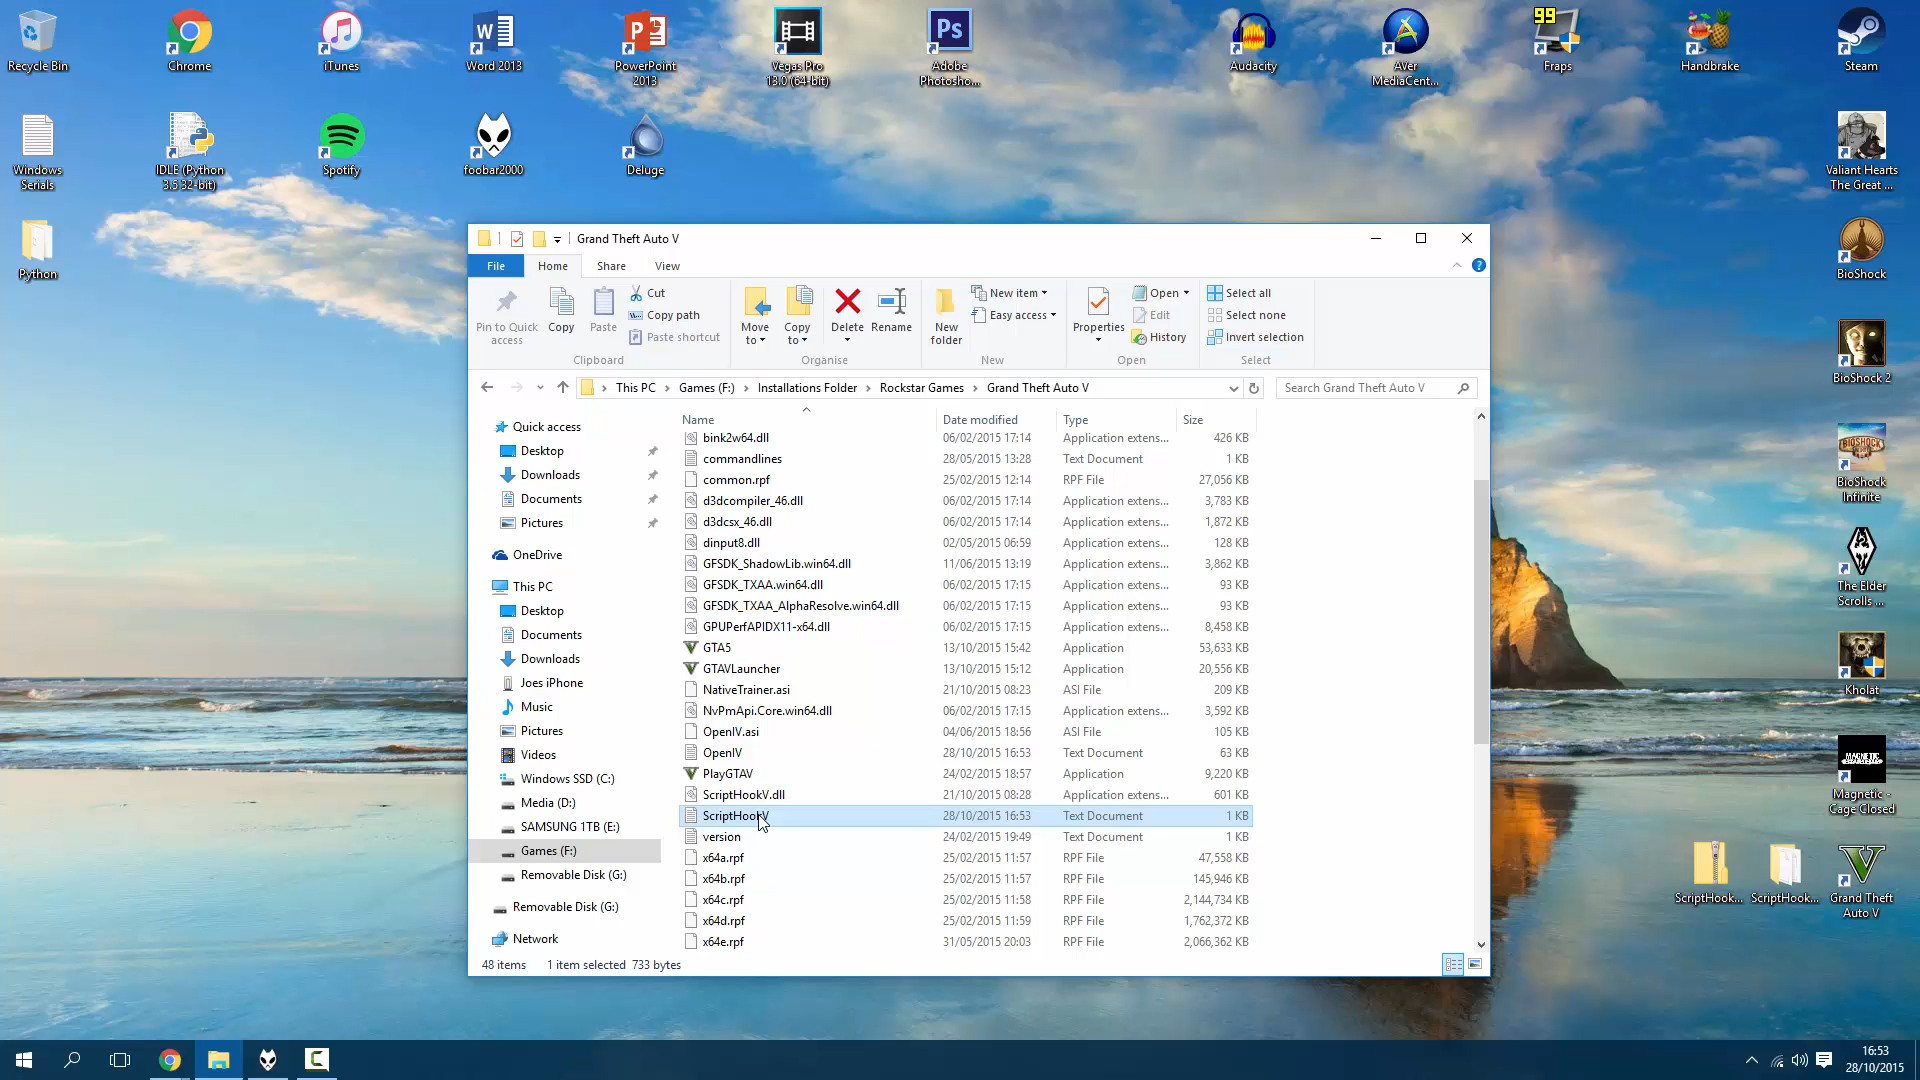 Recycle Bin
Chrome
iTunes
Word 2013
PowerPoint
2013
Vegas Pro
13.0 (64-bit)
Ps
Adobe
Photosho...
Audacity
AVer
MediaCent...
99
Fraps
Handbrake
Steam
Windows
Serials
IDLE (Python
3.5 32-bit)
Spotify
foobar2000
Deluge
Valiant Hearts
The Great ...
Python
BioShock
BioShock 2
BioShock
Infinite
The Elder
Scrolls ...
Kholat
Magnetic -
Cage Closed
ScriptHook...
ScriptHook...
Grand Theft
Auto V
Grand Theft Auto V
File
Home
Share
View
Pin to Quick
access
Copy
Paste
Cut
Copy path
Paste shortcut
Clipboard
Move
to
Copy
to
Delete
Rename
Organise
New
folder
New item
Easy access
New
Properties
Open
Edit
History
Open
Select all
Select none
Invert selection
Select
This PC > Games (F:) > Installations Folder > Rockstar Games > Grand Theft Auto V
Search Grand Theft Auto V
Quick access
Desktop
Downloads
Documents
Pictures
OneDrive
This PC
Desktop
Documents
Downloads
Joes iPhone
Music
Pictures
Videos
Windows SSD (C:)
Media (D:)
SAMSUNG 1TB (E:)
Games (F:)
Removable Disk (G:)
Removable Disk (G:)
Network
Name Date modified Type Size
bink2w64.dll 06/02/2015 17:14 Application extens... 426 KB
commandlines 28/05/2015 13:28 Text Document 1 KB
common.rpf 25/02/2015 12:14 RPF File 27,056 KB
d3dcompiler_46.dll 06/02/2015 17:14 Application extens... 3,783 KB
d3dcsx_46.dll 06/02/2015 17:14 Application extens... 1,872 KB
dinput8.dll 02/05/2015 06:59 Application extens... 128 KB
GFSDK_ShadowLib.win64.dll 11/06/2015 13:19 Application extens... 3,862 KB
GFSDK_TXAA.win64.dll 06/02/2015 17:15 Application extens... 93 KB
GFSDK_TXAA_AlphaResolve.win64.dll 06/02/2015 17:15 Application extens... 93 KB
GPUPerfAPIDX11-x64.dll 06/02/2015 17:15 Application extens... 8,458 KB
GTA5 13/10/2015 15:42 Application 53,633 KB
GTAVLauncher 13/10/2015 15:12 Application 20,556 KB
NativeTrainer.asi 21/10/2015 08:23 ASI File 209 KB
NvPmApi.Core.win64.dll 06/02/2015 17:15 Application extens... 3,592 KB
OpenIV.asi 04/06/2015 18:56 ASI File 105 KB
OpenIV 28/10/2015 16:53 Text Document 63 KB
PlayGTAV 24/02/2015 18:57 Application 9,220 KB
ScriptHookV.dll 21/10/2015 08:28 Application extens... 601 KB
ScriptHookV 28/10/2015 16:53 Text Document 1 KB
version 24/02/2015 19:49 Text Document 1 KB
x64a.rpf 25/02/2015 11:57 RPF File 47,558 KB
x64b.rpf 25/02/2015 11:57 RPF File 145,946 KB
x64c.rpf 25/02/2015 11:58 RPF File 2,144,734 KB
x64d.rpf 25/02/2015 11:59 RPF File 1,762,372 KB
x64e.rpf 31/05/2015 20:03 RPF File 2,066,362 KB
48 items 1 item selected 733 bytes
16:53
28/10/2015